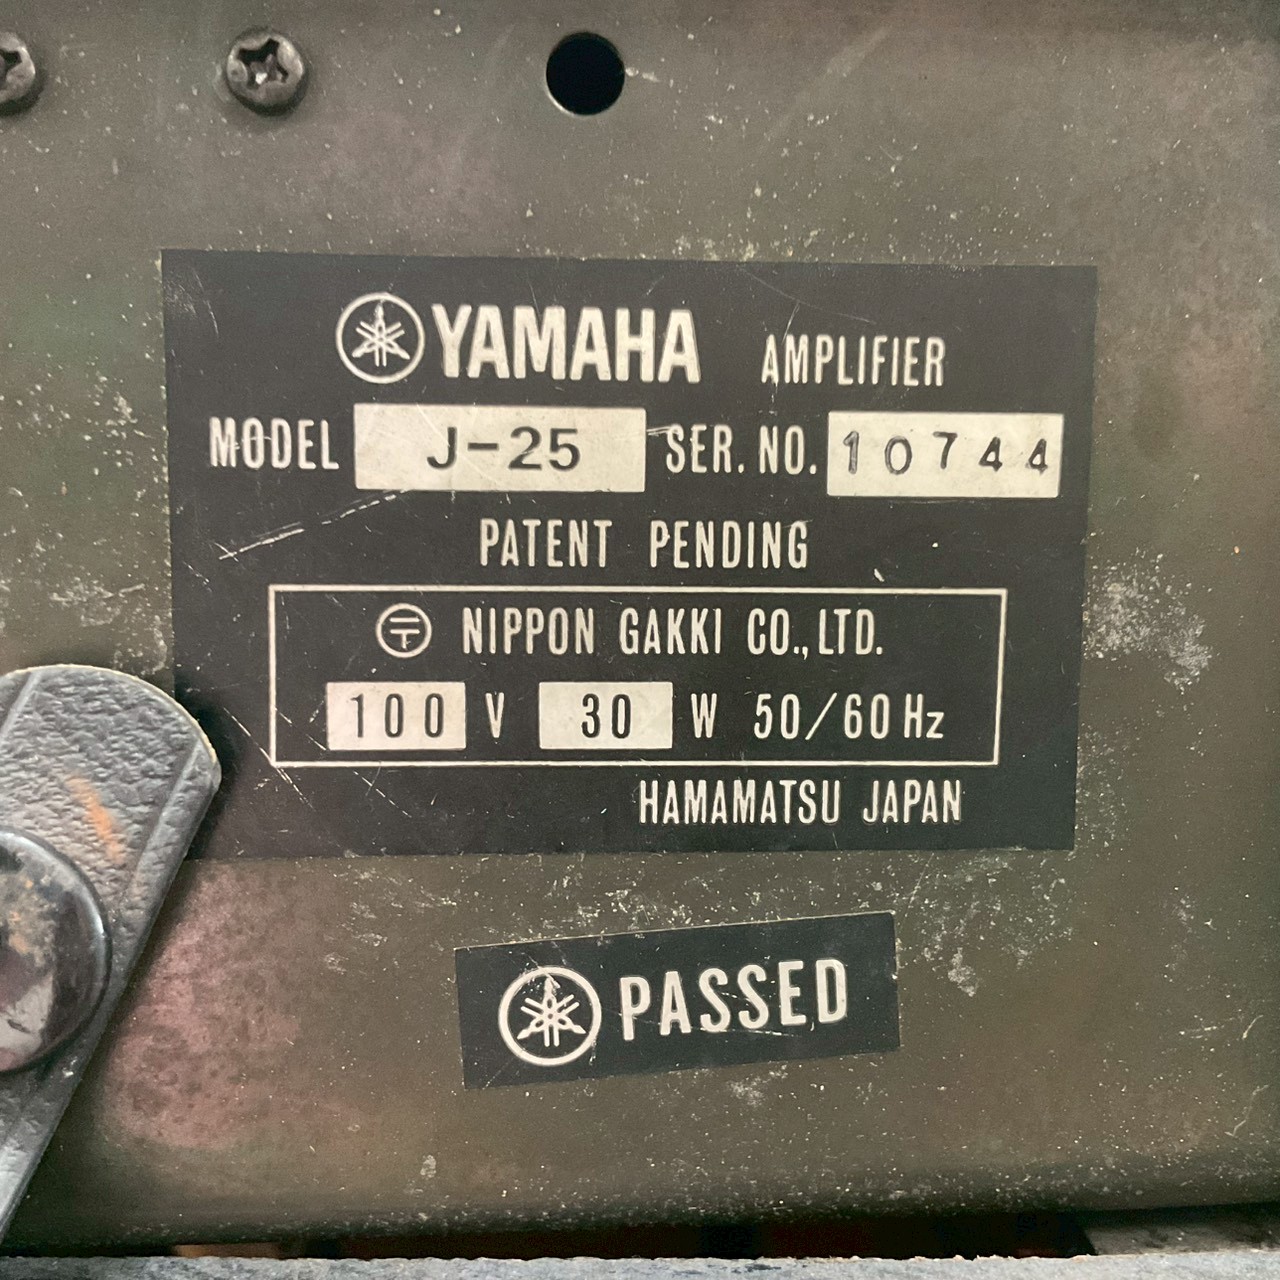 YAMAHA AMPLIFIER
MODEL J-25 SER. NO. 10744
PATENT PENDING
〒 NIPPON GAKKI CO., LTD.
100 V 30 W 50/60 Hz
HAMAMATSU JAPAN
PASSED